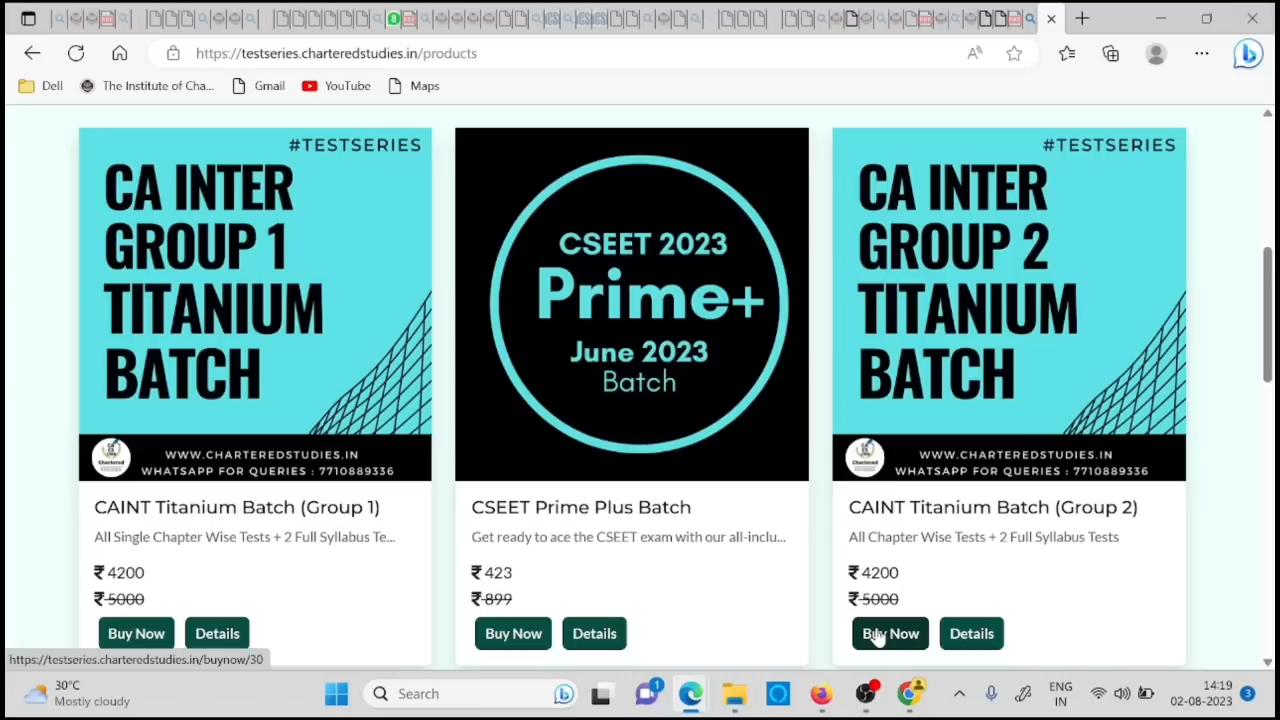 https://testseries.charteredstudies.in/products
Dell
The Institute of Cha...
Gmail
YouTube
Maps
#TESTSERIES
CA INTER
GROUP 1
TITANIUM
BATCH
WWW.CHARTEREDSTUDIES.IN
WHATSAPP FOR QUERIES : 7710889336
CAINT Titanium Batch (Group 1)
All Single Chapter Wise Tests + 2 Full Syllabus Te...
₹4200
₹5000
Buy Now
Details
CSEET 2023
Prime+
June 2023
Batch
CSEET Prime Plus Batch
Get ready to ace the CSEET exam with our all-inclu...
₹423
₹899
Buy Now
Details
#TESTSERIES
CA INTER
GROUP 2
TITANIUM
BATCH
WWW.CHARTEREDSTUDIES.IN
WHATSAPP FOR QUERIES : 7710889336
CAINT Titanium Batch (Group 2)
All Chapter Wise Tests + 2 Full Syllabus Tests
₹4200
₹5000
Buy Now
Details
https://testseries.charteredstudies.in/buynow/30
30°C
Mostly cloudy
Search
1
ENG
IN
14:19
02-08-2023
3